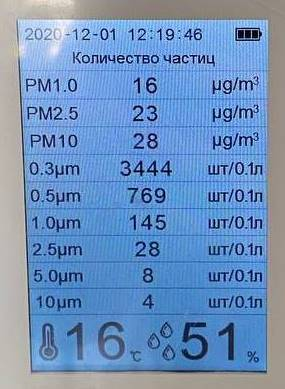 2020-12-01 12:19:46
Количество частиц
PM1.0 16 µg/m³
PM2.5 23 µg/m³
PM10 28 µg/m³
0.3µm 3444 шт/0.1л
0.5µm 769 шт/0.1л
1.0µm 145 шт/0.1л
2.5µm 28 шт/0.1л
5.0µm 8 шт/0.1л
10µm 4 шт/0.1л
16℃ 51%